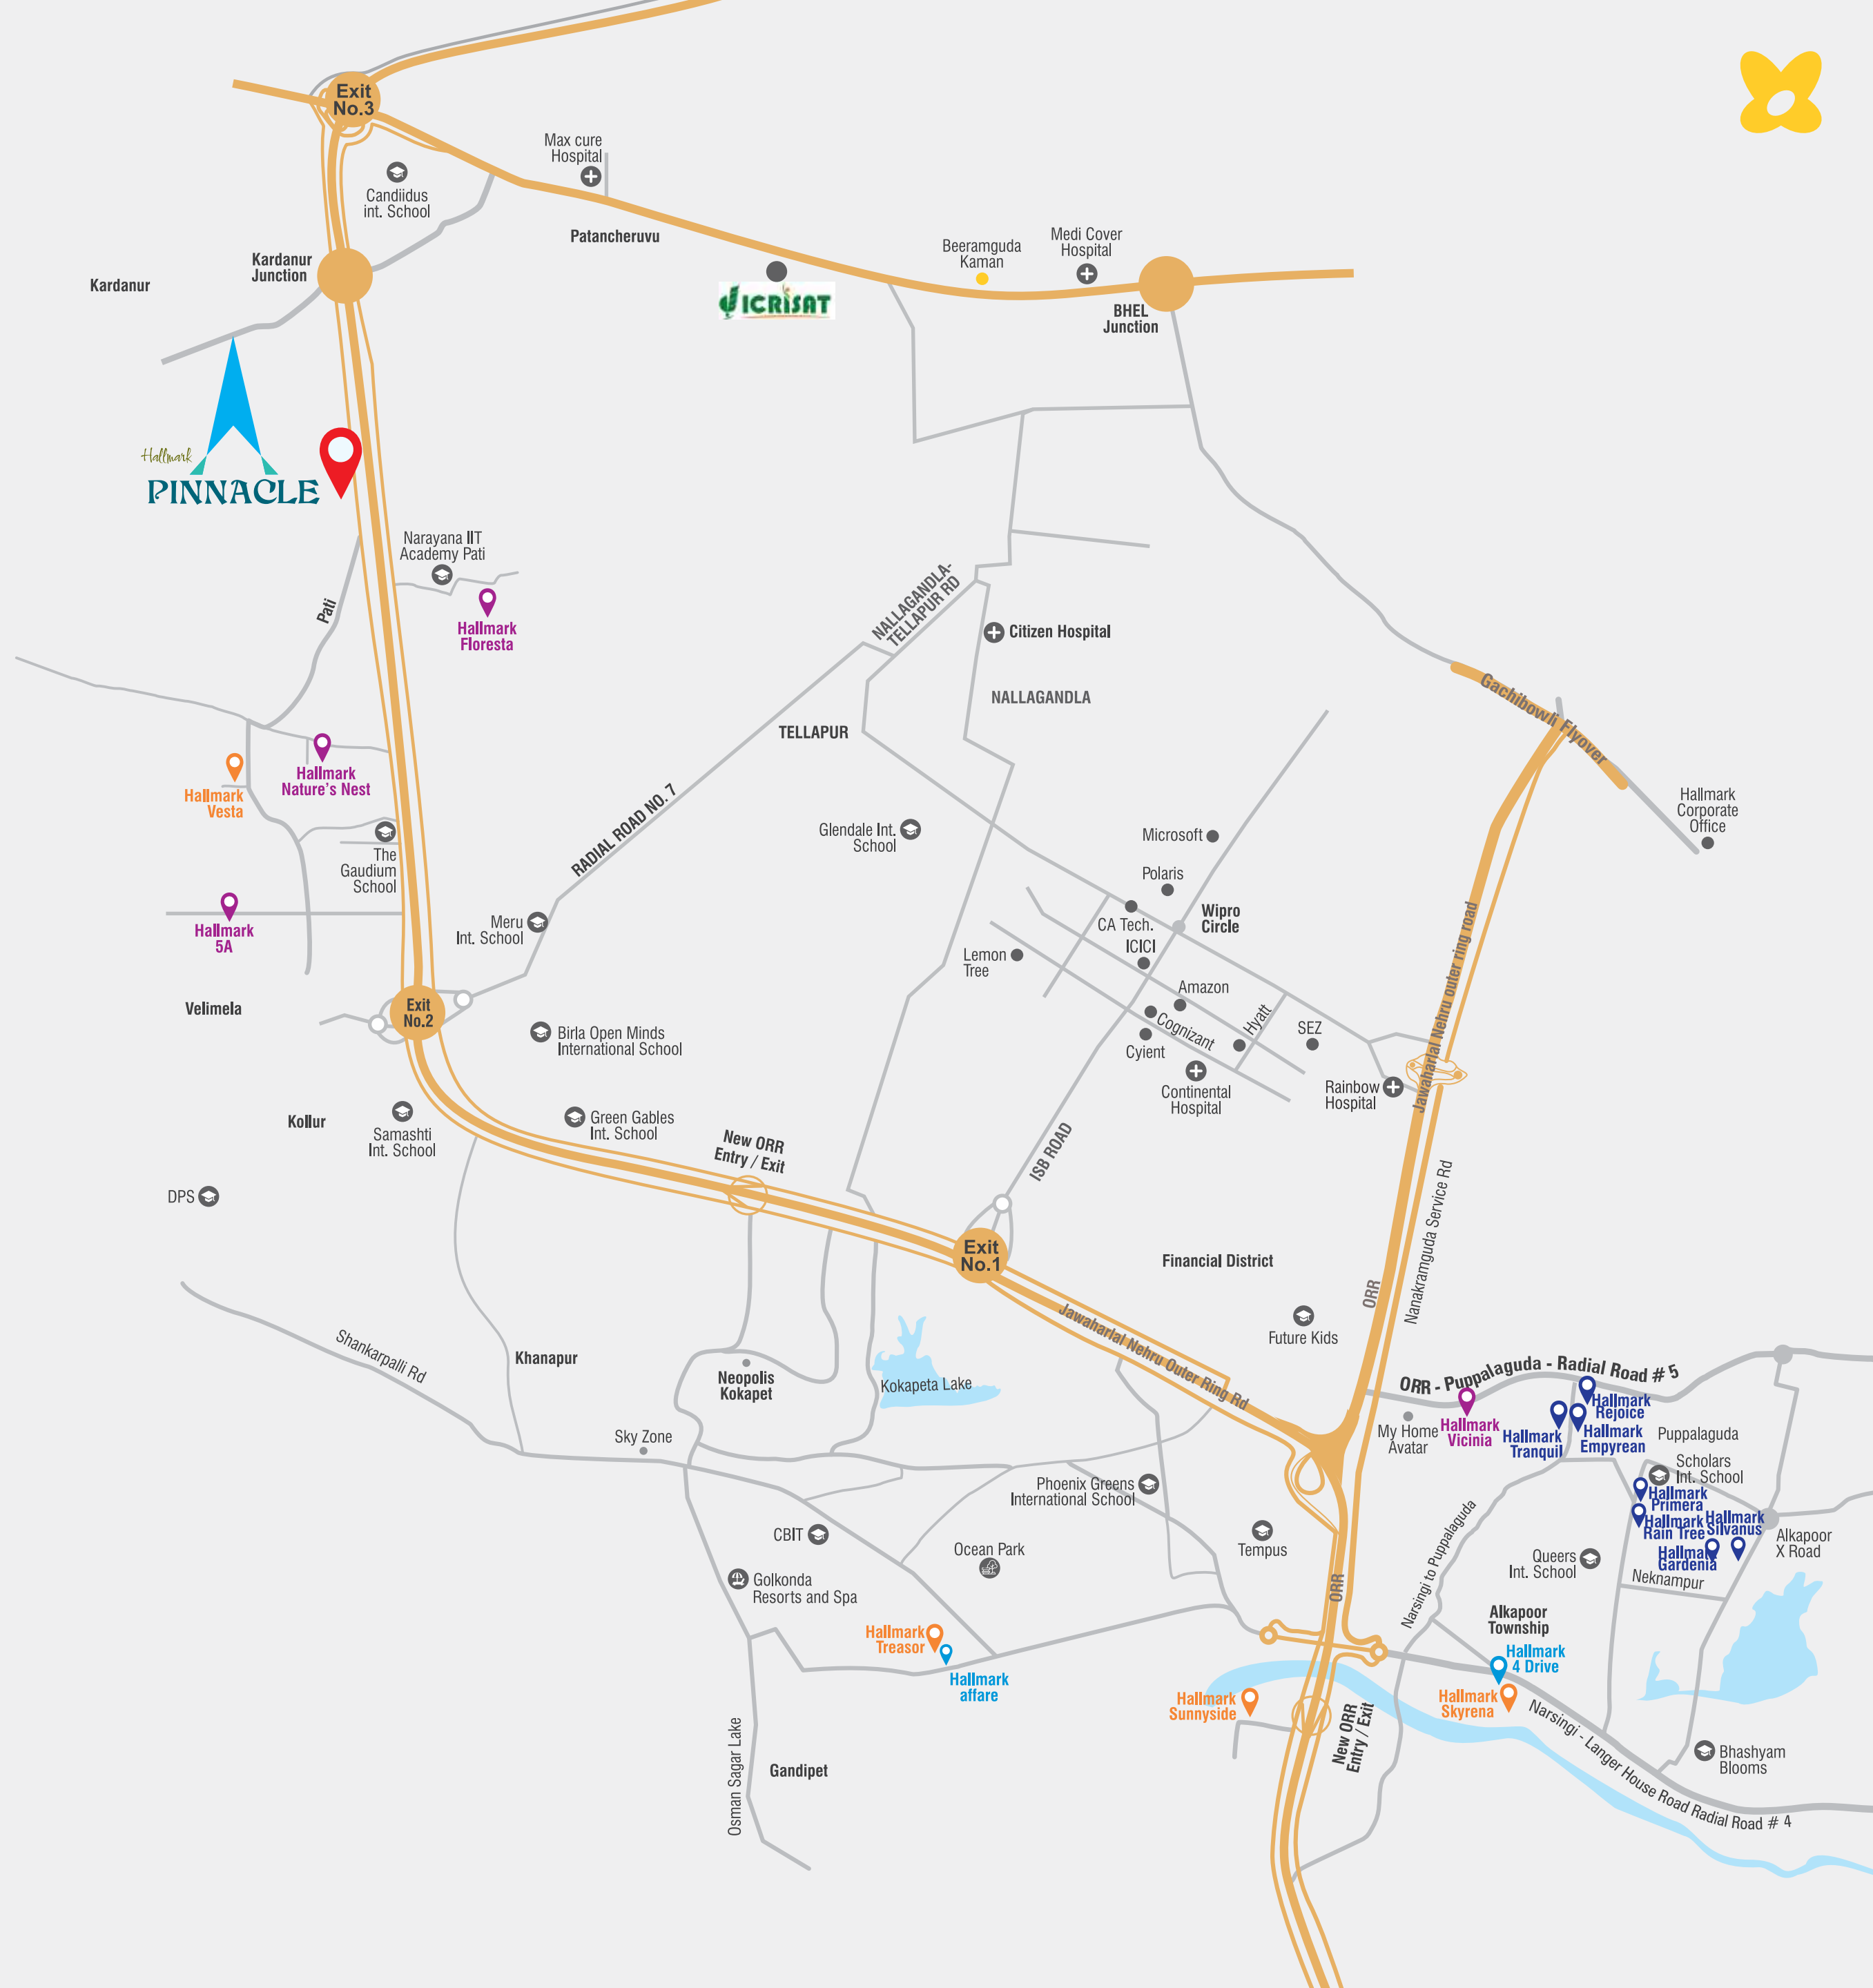 Exit
No.3
Max cure
Hospital
Candiidus
int. School
Patancheruvu
Kardanur
Junction
Kardanur
ICRISAT
Beeramguda
Kaman
Medi Cover
Hospital
BHEL
Junction
Hallmark
PINNACLE
Narayana IIT
Academy Pati
Pati
Hallmark
Floresta
NALLAGANDLA-
TELLAPUR RD
Citizen Hospital
NALLAGANDLA
TELLAPUR
Gachibowli Flyover
Hallmark
Nature's Nest
Hallmark
Vesta
RADIAL ROAD NO. 7
The
Gaudium
School
Glendale Int.
School
Microsoft
Hallmark
Corporate
Office
Polaris
Wipro
Circle
CA Tech.
ICICI
Hallmark
5A
Meru
Int. School
Lemon
Tree
Amazon
Cognizant
Hyatt
SEZ
Cyient
Jawaharlal Nehru outer ring road
Velimela
Exit
No.2
Birla Open Minds
International School
Continental
Hospital
Rainbow
Hospital
Kollur
Samashti
Int. School
Green Gables
Int. School
New ORR
Entry / Exit
ISB ROAD
DPS
Nanakramguda Service Rd
Exit
No.1
Financial District
ORR
Jawaharlal Nehru Outer Ring Rd
Future Kids
Shankarpalli Rd
Khanapur
Neopolis
Kokapet
Kokapeta Lake
ORR - Puppalaguda - Radial Road # 5
Hallmark
Rejoice
My Home
Avatar
Hallmark
Vicinia
Hallmark
Tranquil
Hallmark
Empyrean
Puppalaguda
Sky Zone
Scholars
Int. School
Phoenix Greens
International School
Hallmark
Primera
Hallmark
Rain Tree
Hallmark
Silvanus
Hallmark
Gardenia
Alkapoor
X Road
CBIT
Ocean Park
Tempus
ORR
Narsingi to Puppalaguda
Queers
Int. School
Neknampur
Golkonda
Resorts and Spa
Hallmark
Treasor
Hallmark
affare
Alkapoor
Township
Hallmark
4 Drive
Hallmark
Sunnyside
Hallmark
Skyrena
New ORR
Entry / Exit
Narsingi - Langer House Road Radial Road # 4
Bhashyam
Blooms
Osman Sagar Lake
Gandipet